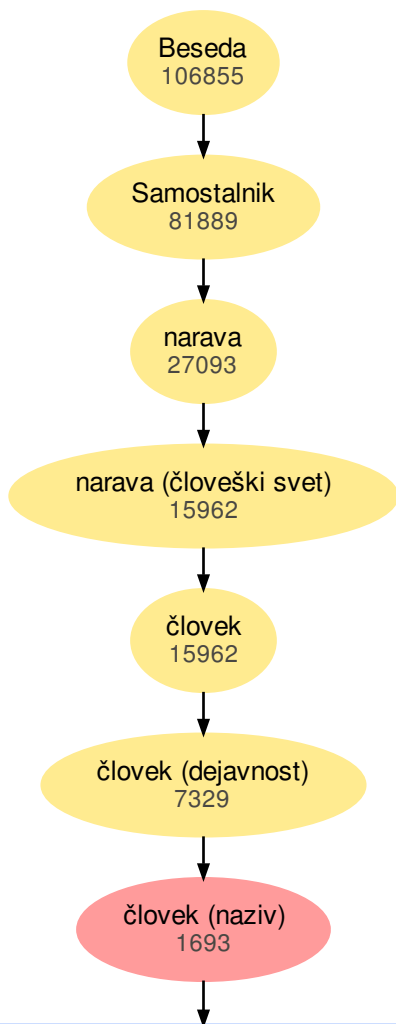 Beseda
106855
Samostalnik
81889
narava
27093
narava (človeški svet)
15962
človek
15962
človek (dejavnost)
7329
človek (naziv)
1693